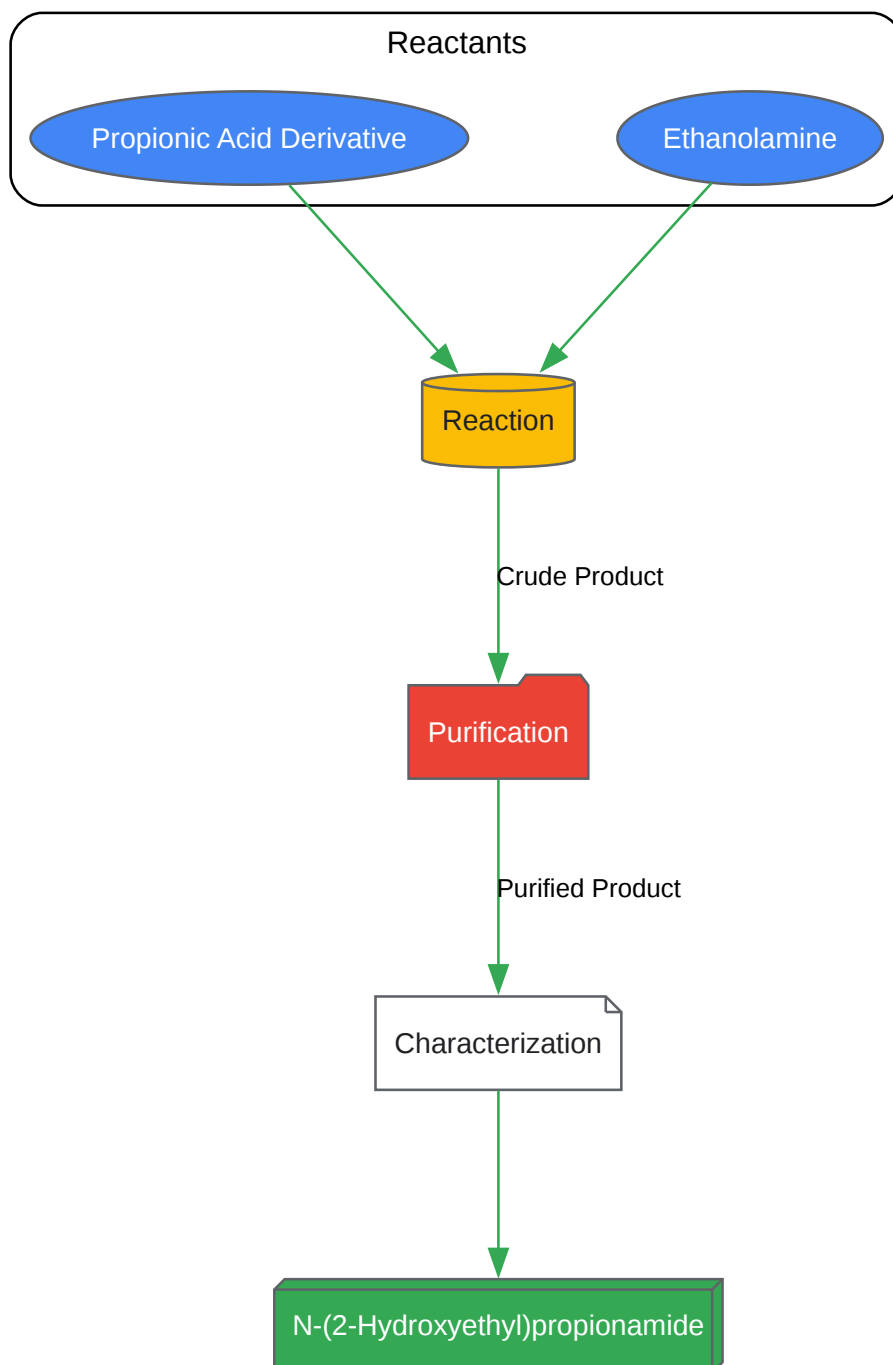 Reactants
Propionic Acid Derivative
Ethanolamine
Reaction
Crude Product
Purification
Purified Product
Characterization
N-(2-Hydroxyethyl)propionamide